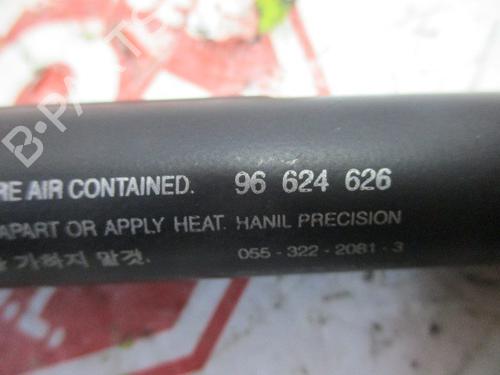 RE AIR CONTAINED. 96 624 626
APART OR APPLY HEAT. HANIL PRECISION
가하지 말것. 055-322-2081-3
B-PARTS